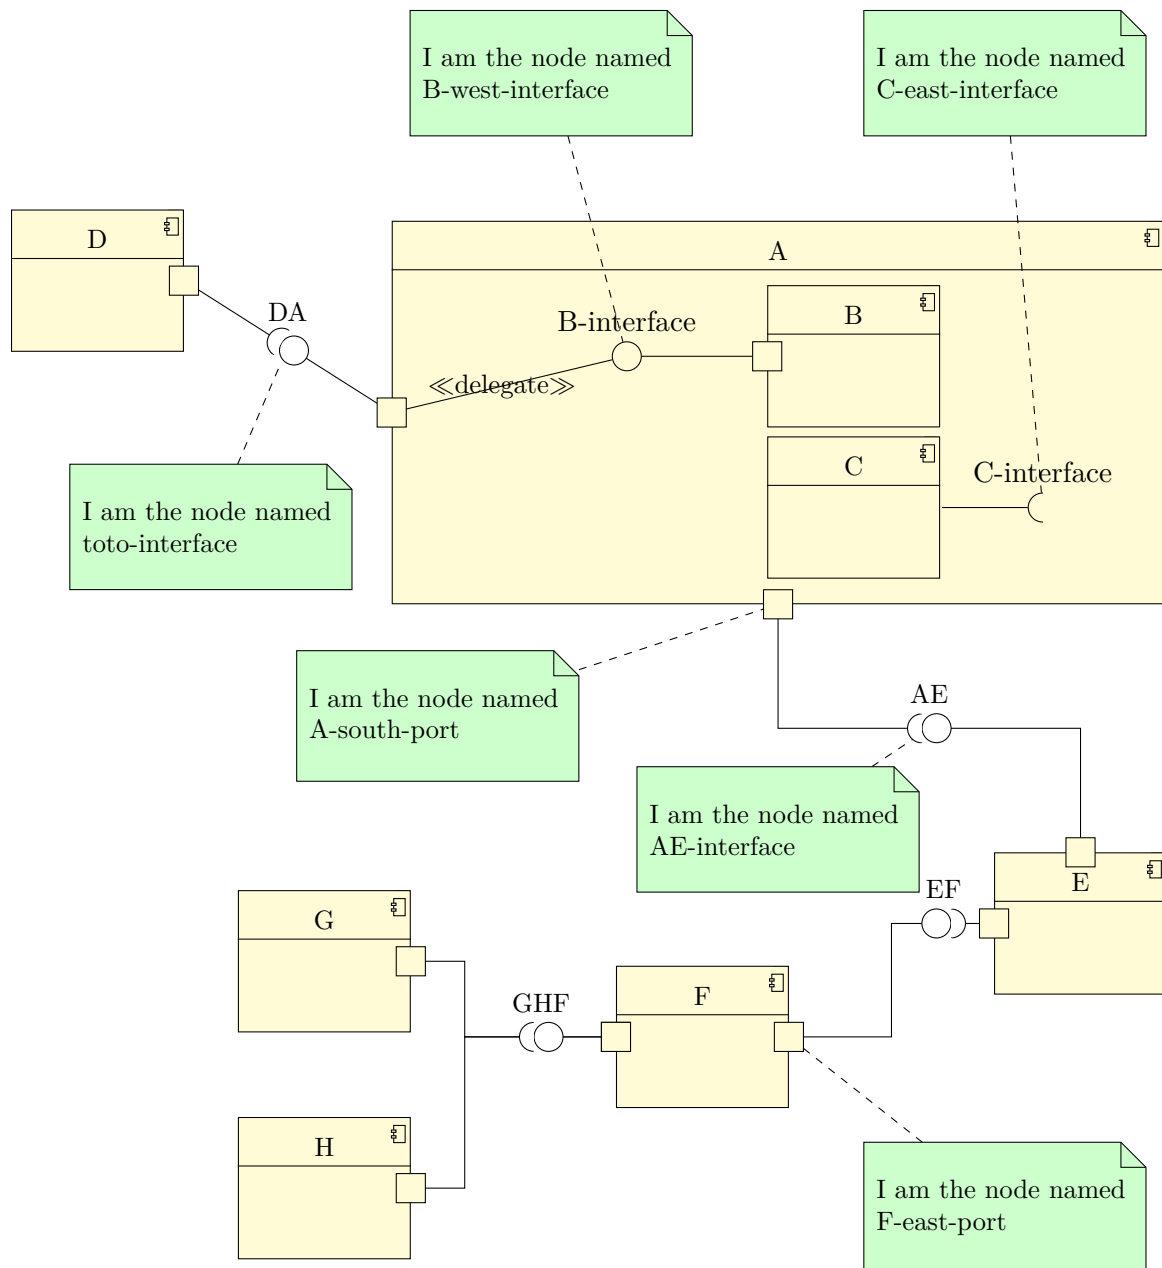 I am the node named
B-west-interface
I am the node named
C-east-interface
D
A
DA
B-interface
B
≪delegate≫
C
C-interface
I am the node named
toto-interface
I am the node named
A-south-port
AE
I am the node named
AE-interface
E
EF
G
F
GHF
H
I am the node named
F-east-port